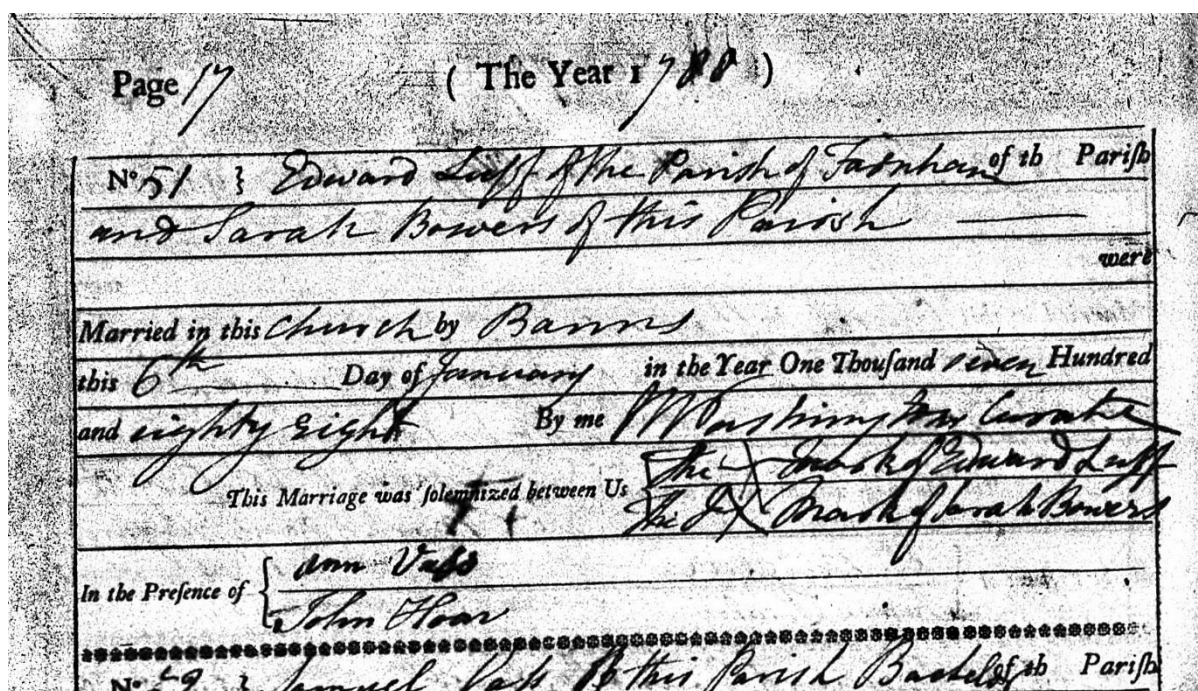 Page 17 ( The Year 1788 )
No 51 } Edward Luff of the Parish of Farnham of th Pariſh
and Sarah Bowers of this Parish
were
Married in this Church by Banns
this 6th Day of January in the Year One Thouſand seven Hundred
and eighty eight By me Curate
This Marriage was ſolemnized between Us The X Mark of Edward Luff
The X Mark of Sarah Bowers
In the Preſence of { Ann Vaſs
John Hoar
No 52 } Samuel Vaſs of this Parish Bachelor of th Pariſh